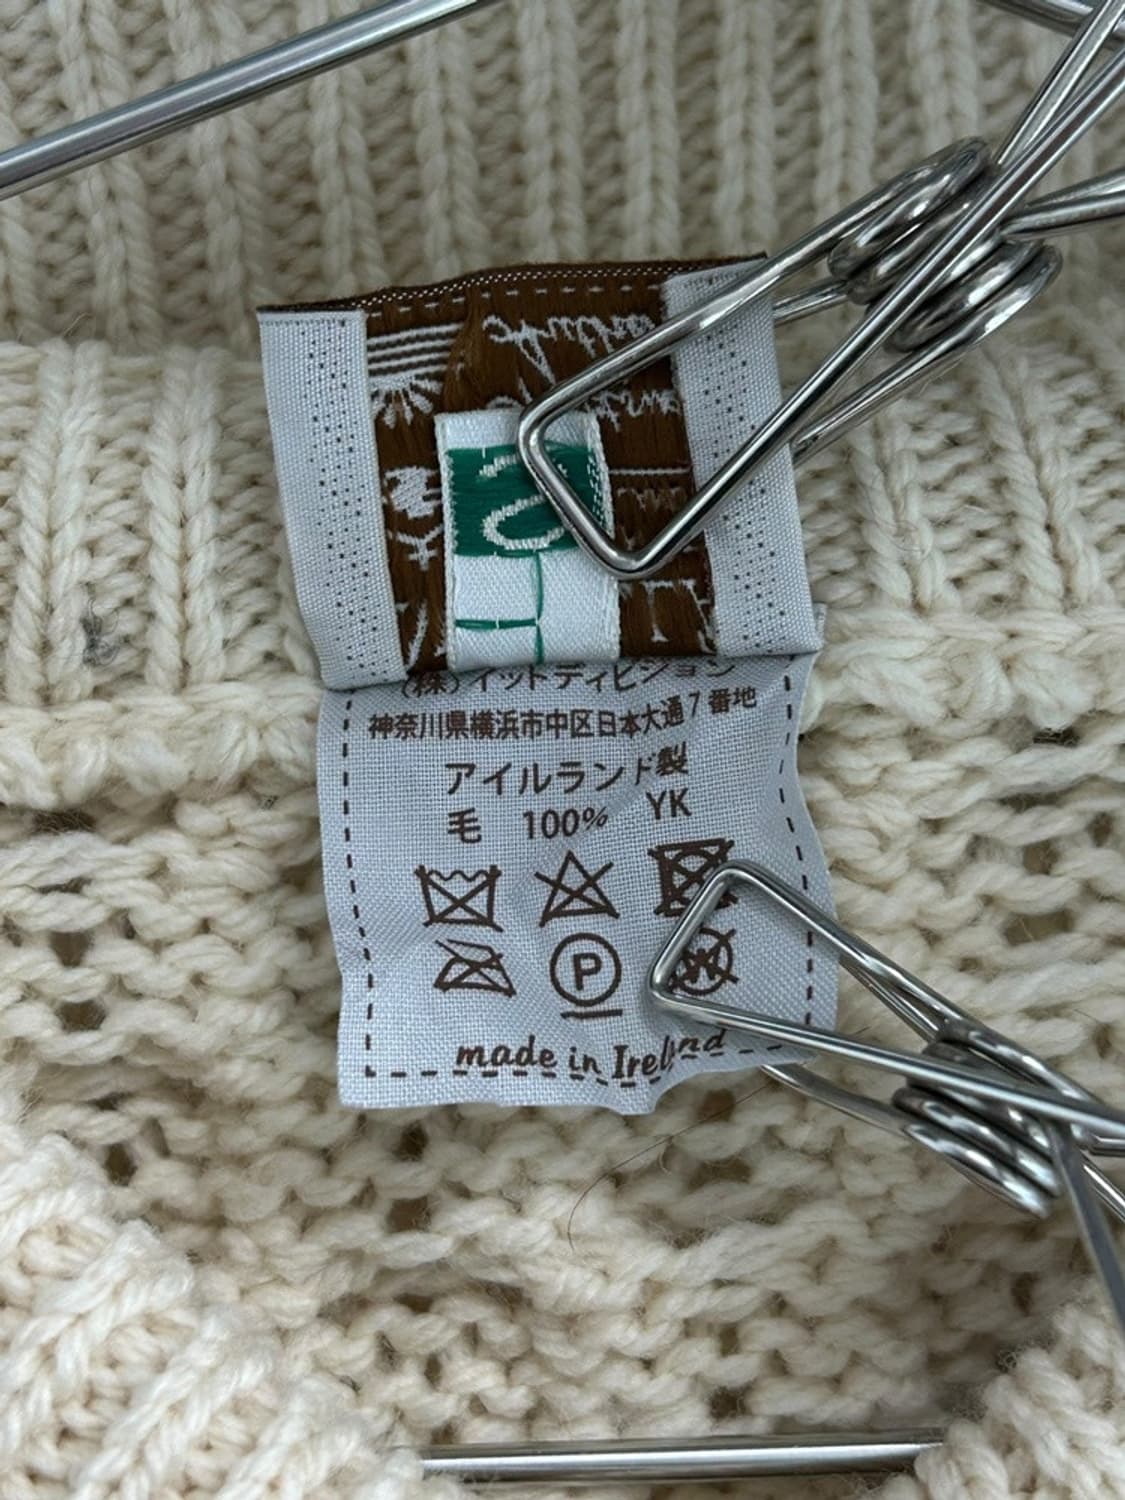 (株)イットディビジョン
神奈川県横浜市中区日本大通7番地
アイルランド製
毛 100% YK
P
W
made in Ireland